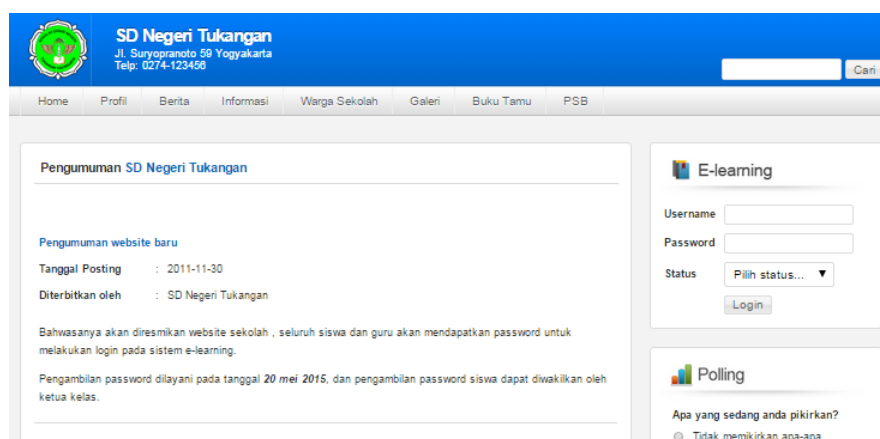 SD Negeri Tukangan
Jl. Suryopranoto 59 Yogyakarta
Telp: 0274-123456
Cari
Home Profil Berita Informasi Warga Sekolah Galeri Buku Tamu PSB
Pengumuman SD Negeri Tukangan
Pengumuman website baru
Tanggal Posting : 2011-11-30
Diterbitkan oleh : SD Negeri Tukangan
Bahwasanya akan diresmikan website sekolah , seluruh siswa dan guru akan mendapatkan password untuk
melakukan login pada sistem e-learning.
Pengambilan password dilayani pada tanggal 20 mei 2015, dan pengambilan password siswa dapat diwakilkan oleh
ketua kelas.
E-learning
Username
Password
Status Pilih status... ▼
Login
Polling
Apa yang sedang anda pikirkan?
Tidak memikirkan apa-apa